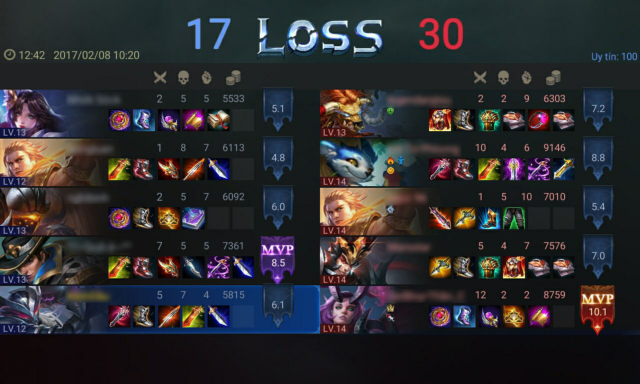 17 LOSS 30
12:42 2017/02/08 10:20
Uy tín: 100
2 5 5 5533
5.1
LV.13
2 2 9 6303
7.2
LV.13
1 8 7 6113
4.8
LV.12
10 4 6 9146
8.8
LV.14
2 5 7 6092
6.0
LV.13
1 5 10 7010
5.4
LV.14
7 5 5 7361
MVP
8.5
LV.13
5 4 7 7576
7.0
LV.14
5 7 4 5815
6.1
LV.12
12 2 2 8759
MVP
10.1
LV.14